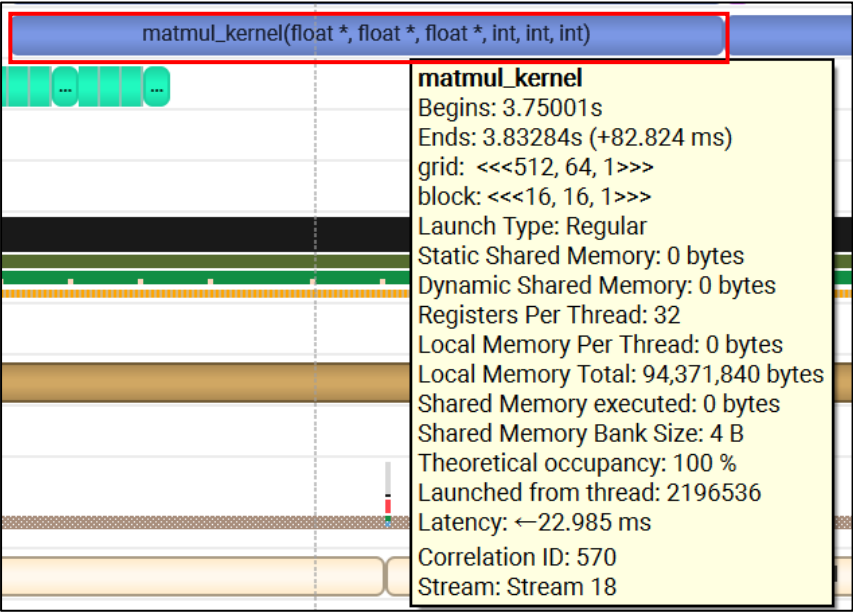 matmul_kernel(float *, float *, float *, int, int, int)
...
...
matmul_kernel
Begins: 3.75001s
Ends: 3.83284s (+82.824 ms)
grid:  <<<512, 64, 1>>>
block: <<<16, 16, 1>>>
Launch Type: Regular
Static Shared Memory: 0 bytes
Dynamic Shared Memory: 0 bytes
Registers Per Thread: 32
Local Memory Per Thread: 0 bytes
Local Memory Total: 94,371,840 bytes
Shared Memory executed: 0 bytes
Shared Memory Bank Size: 4 B
Theoretical occupancy: 100 %
Launched from thread: 2196536
Latency: ←22.985 ms
Correlation ID: 570
Stream: Stream 18